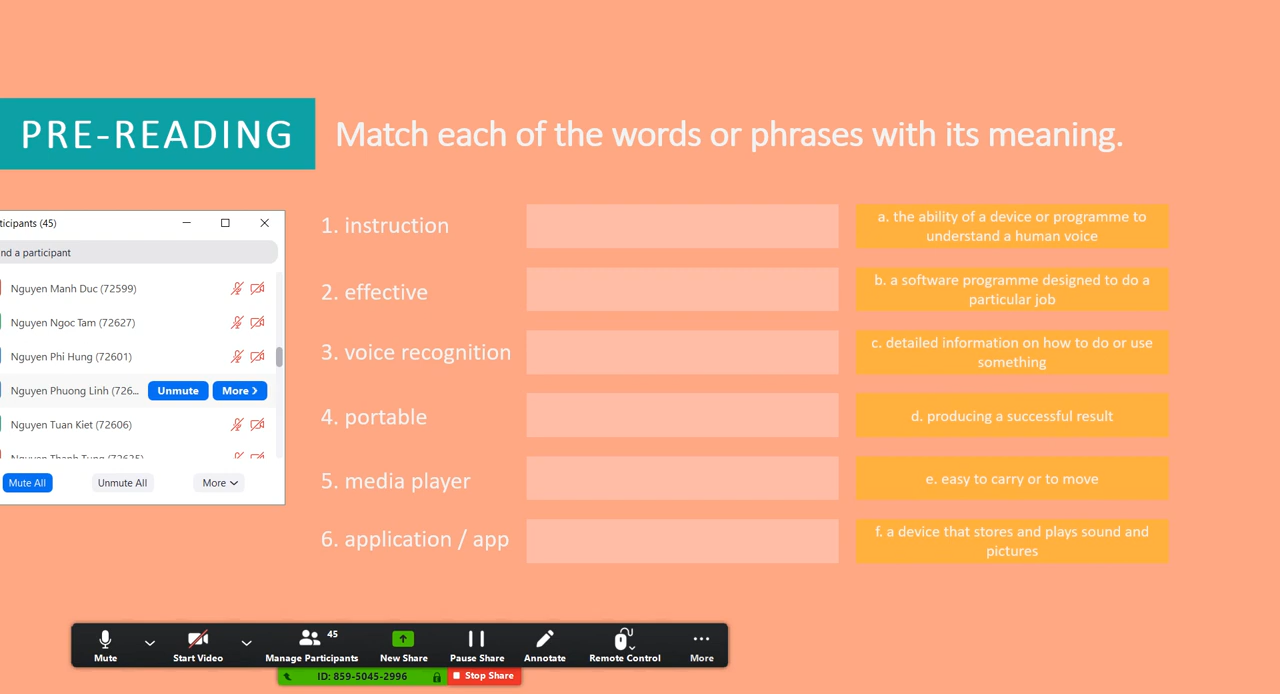 PRE-READING
Match each of the words or phrases with its meaning.
ticipants (45)
nd a participant
Nguyen Manh Duc (72599)
Nguyen Ngoc Tam (72627)
Nguyen Phi Hung (72601)
Nguyen Phuong Linh (726... Unmute More
Nguyen Tuan Kiet (72606)
Nguyen Thanh Tung (72625)
Mute All Unmute All More
1. instruction
a. the ability of a device or programme to
understand a human voice
2. effective
b. a software programme designed to do a
particular job
3. voice recognition
c. detailed information on how to do or use
something
4. portable
d. producing a successful result
5. media player
e. easy to carry or to move
6. application / app
f. a device that stores and plays sound and
pictures
45
Mute Start Video Manage Participants New Share Pause Share Annotate Remote Control More
ID: 859-5045-2996 Stop Share